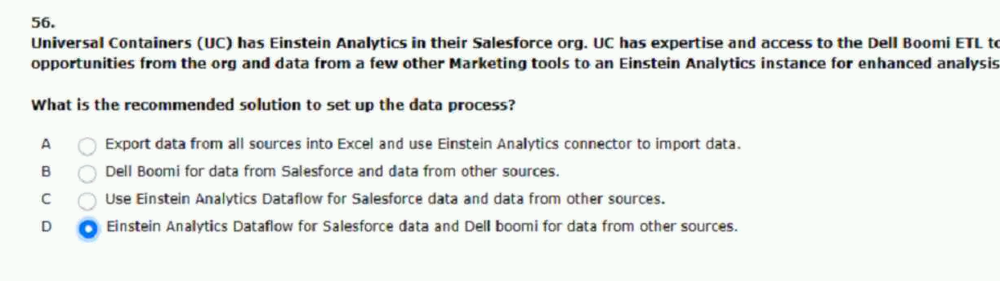 56.
Universal Containers (UC) has Einstein Analytics in their Salesforce org. UC has expertise and access to the Dell Boomi ETL
opportunities from the org and data from a few other Marketing tools to an Einstein Analytics instance for enhanced analysis
What is the recommended solution to set up the data process?
A Export data from all sources into Excel and use Einstein Analytics connector to import data.
B Dell Boomi for data from Salesforce and data from other sources.
C Use Einstein Analytics Dataflow for Salesforce data and data from other sources.
D Einstein Analytics Dataflow for Salesforce data and Dell boomi for data from other sources.